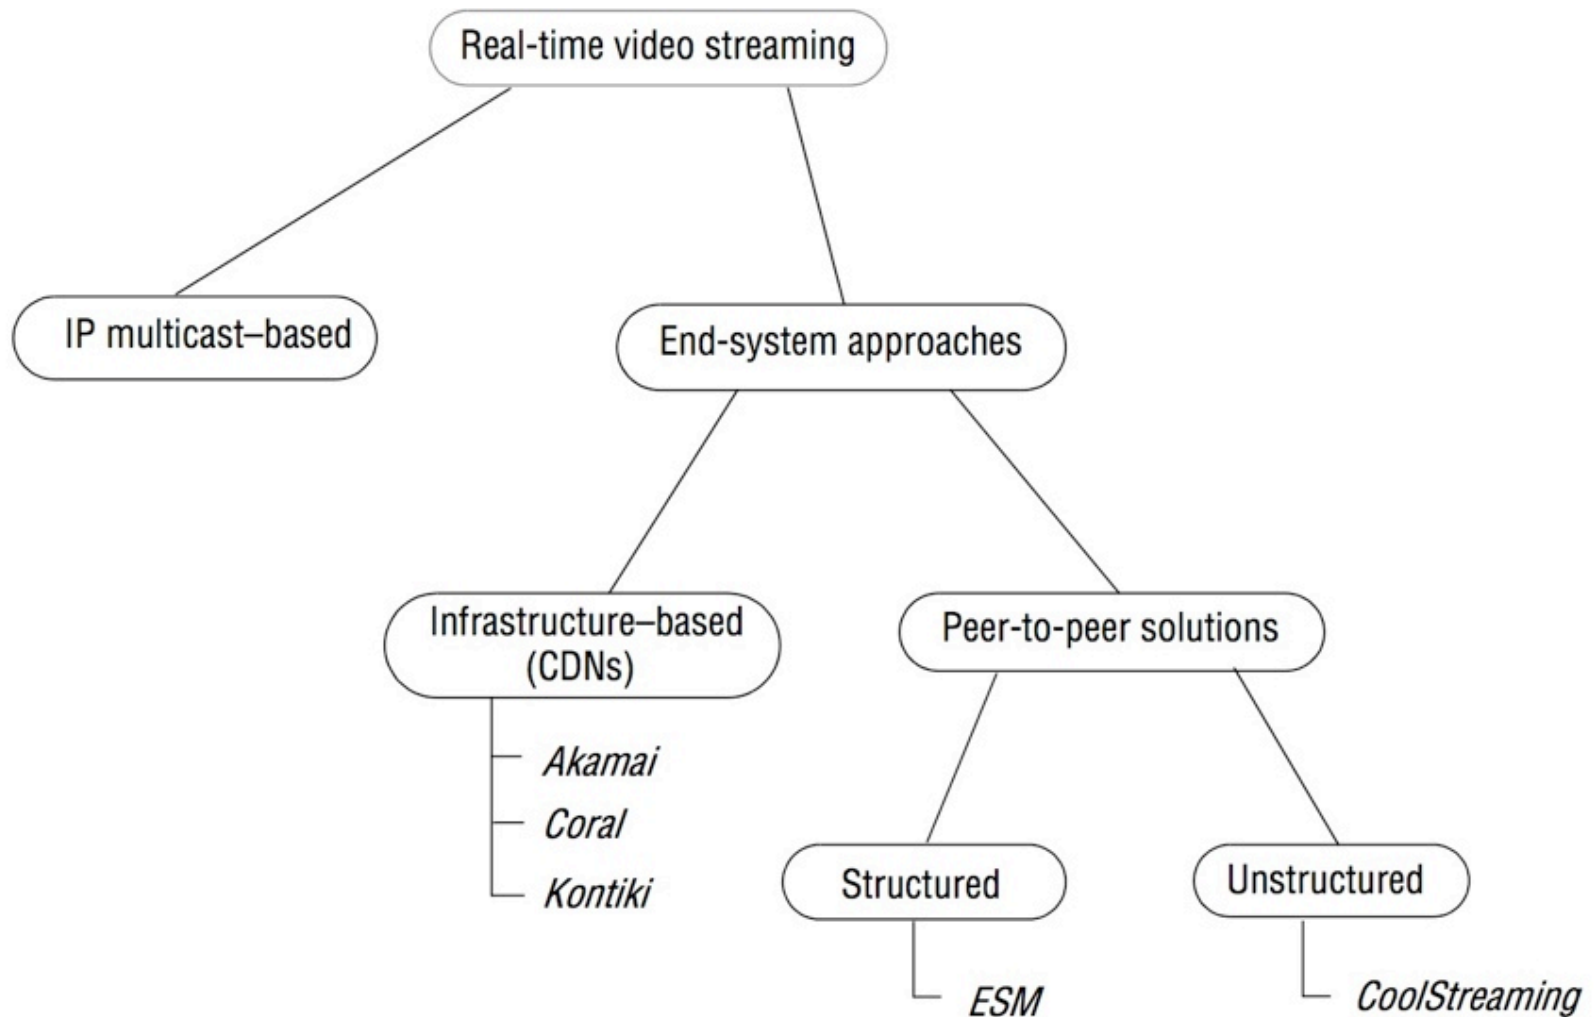 Real-time video streaming
IP multicast–based
End-system approaches
Infrastructure–based
(CDNs)
Peer-to-peer solutions
Akamai
Coral
Kontiki
Structured
Unstructured
ESM
CoolStreaming